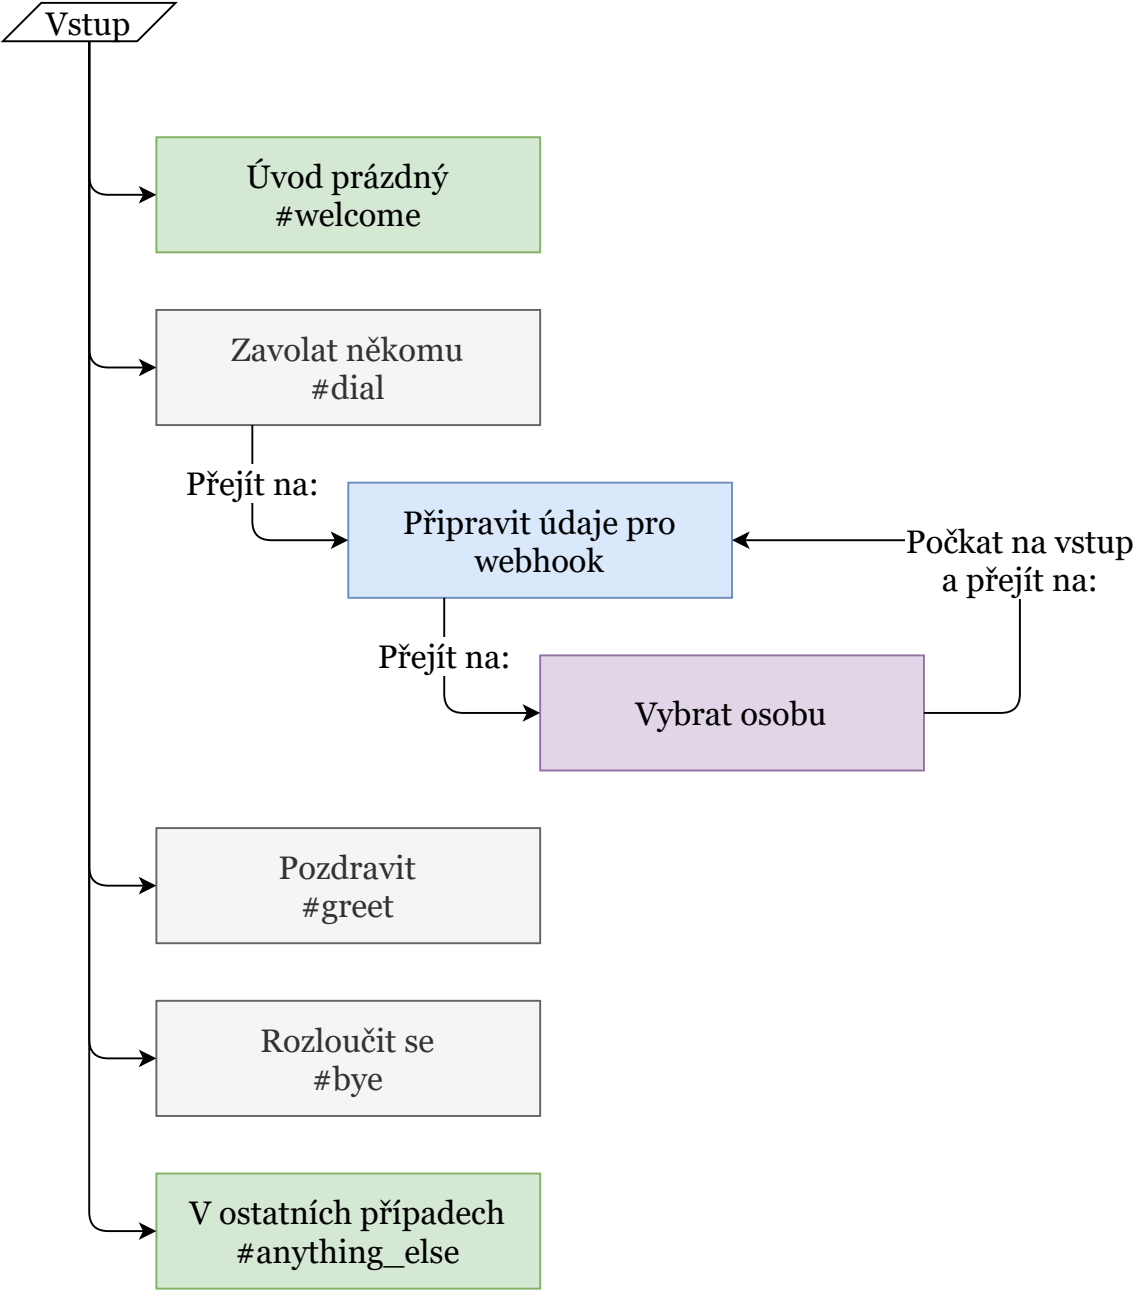 Vstup
Úvod prázdný
#welcome
Zavolat někomu
#dial
Přejít na:
Připravit údaje pro
webhook
Počkat na vstup
a přejít na:
Přejít na:
Vybrat osobu
Pozdravit
#greet
Rozloučit se
#bye
V ostatních případech
#anything_else